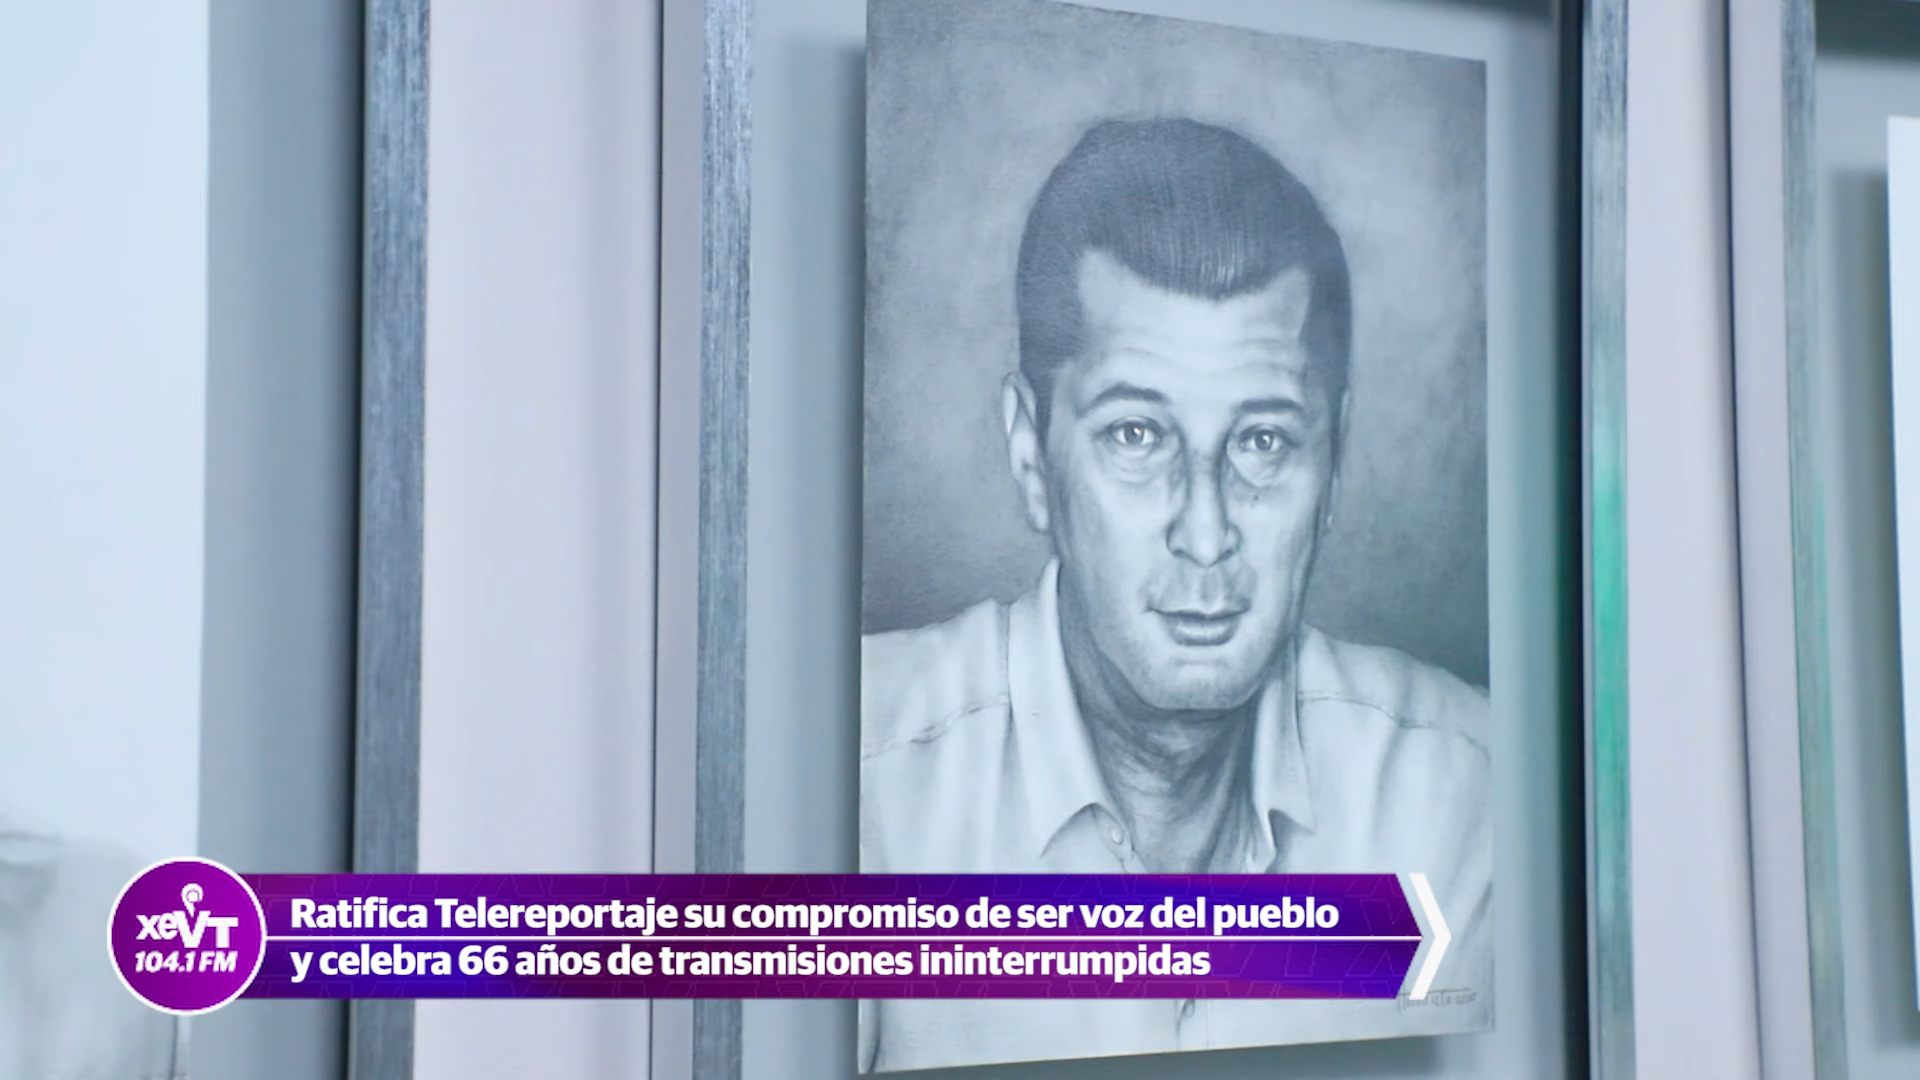 xeVT
104.1 FM
Ratifica Telereportaje su compromiso de ser voz del pueblo
y celebra 66 años de transmisiones ininterrumpidas